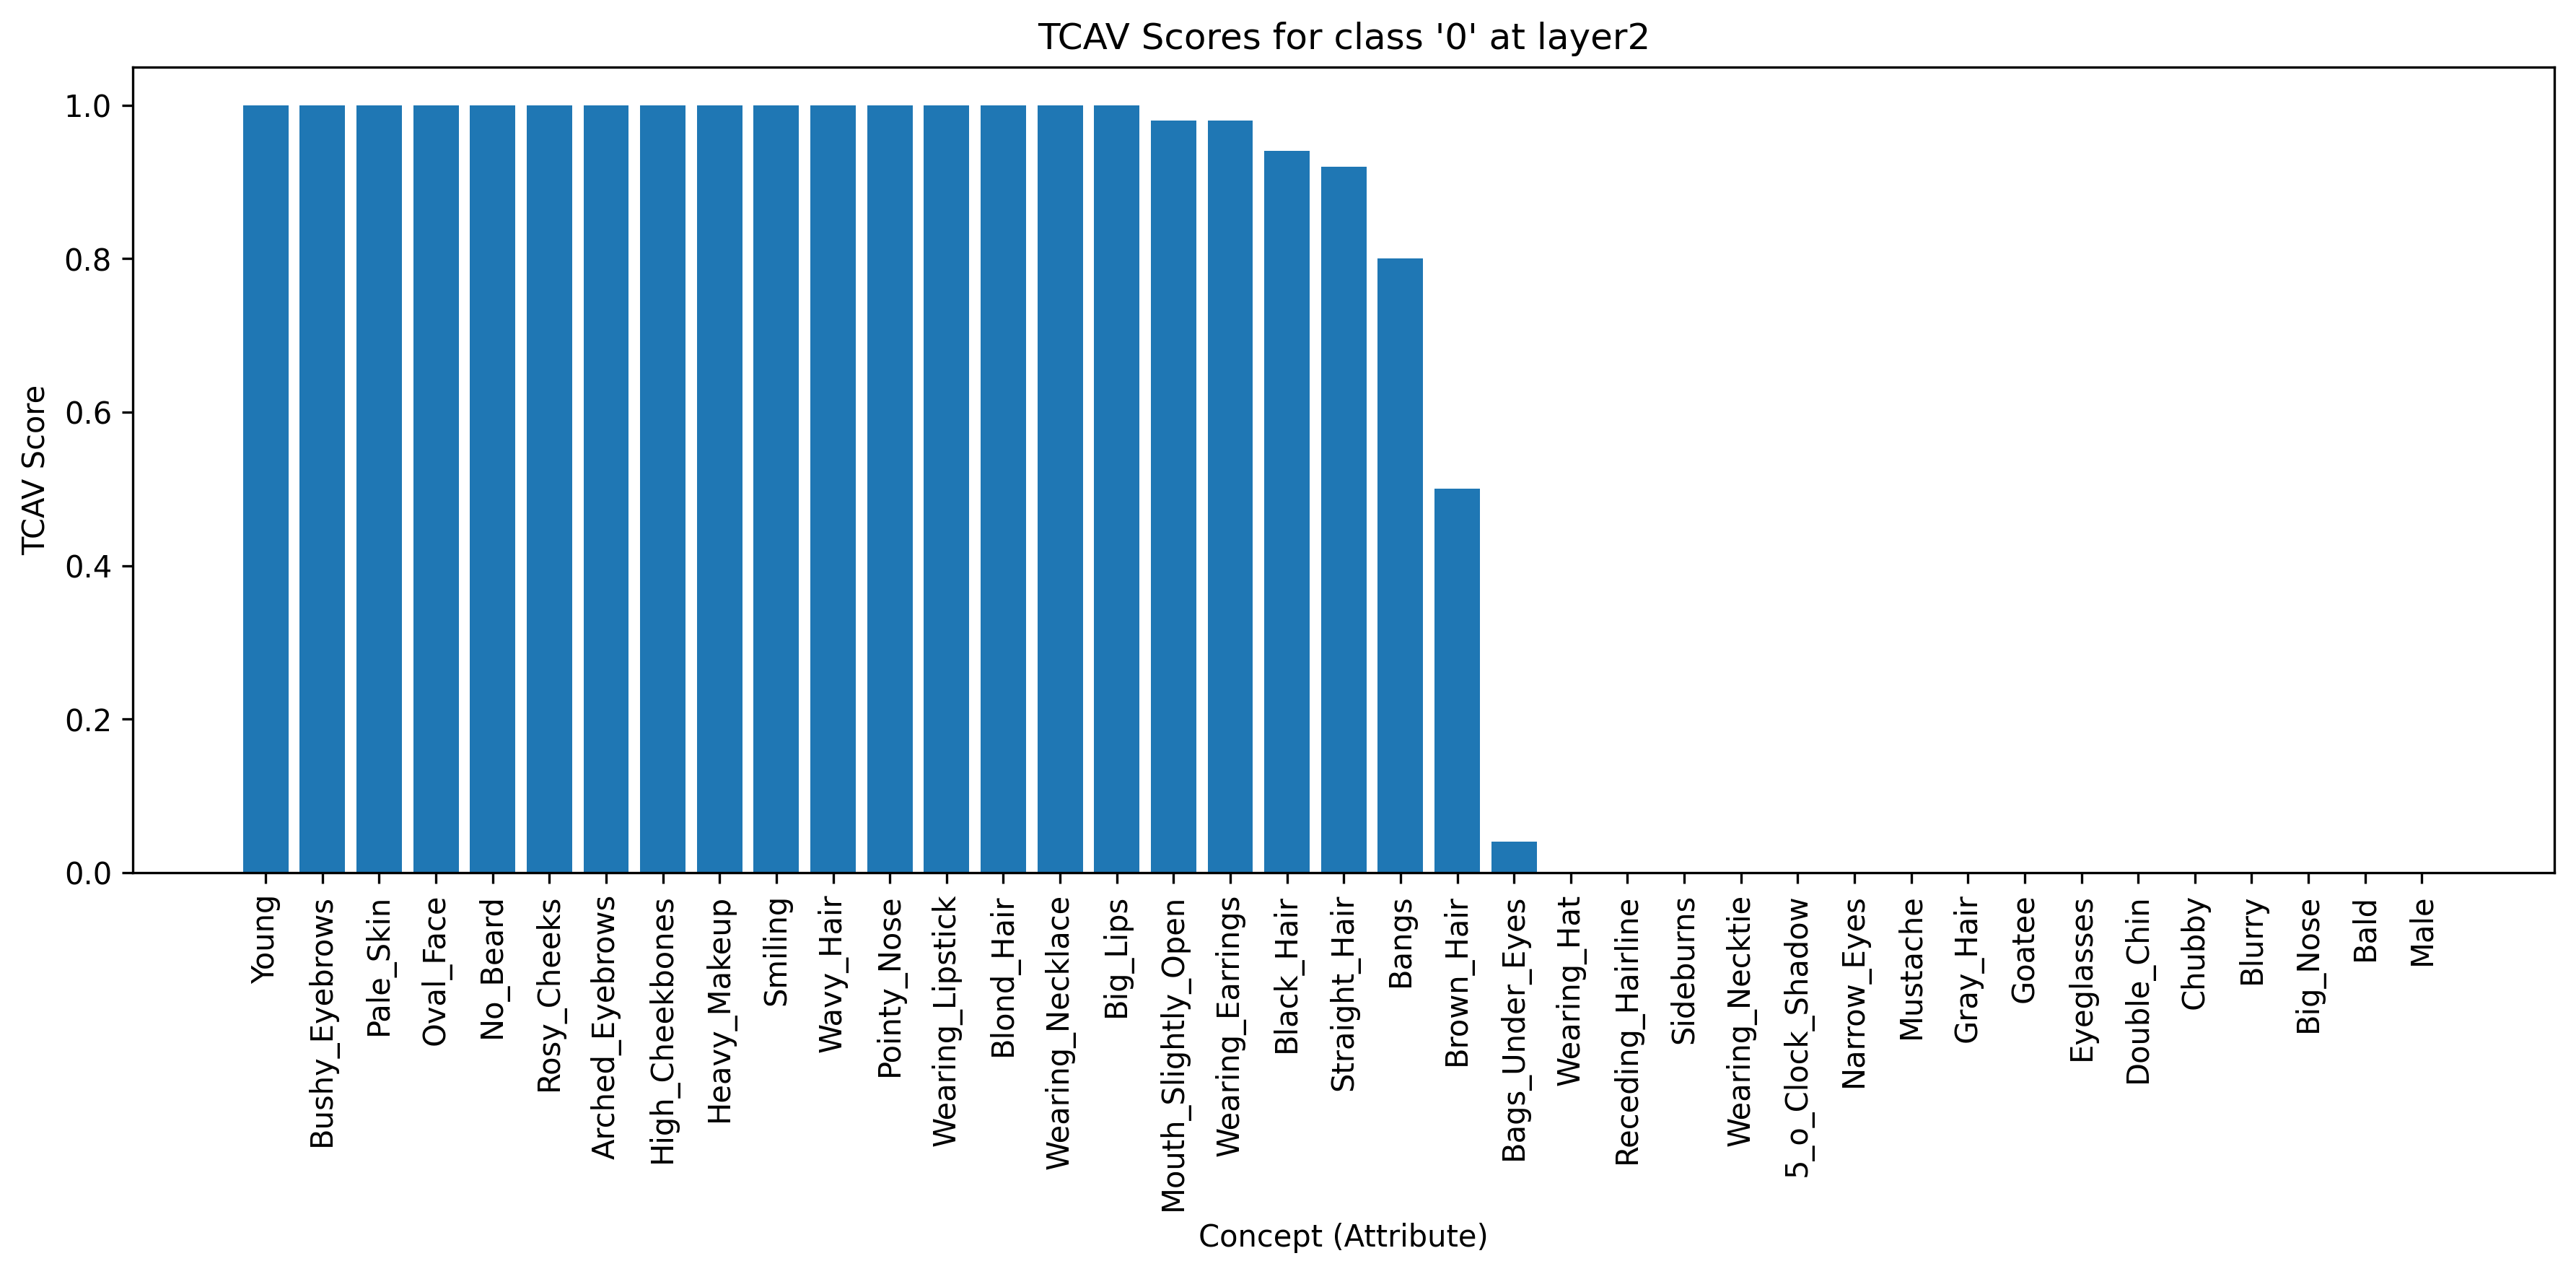 TCAV Scores for class '0' at layer2
TCAV Score
1.0
0.8
0.6
0.4
0.2
0.0
Young
Bushy_Eyebrows
Pale_Skin
Oval_Face
No_Beard
Rosy_Cheeks
Arched_Eyebrows
High_Cheekbones
Heavy_Makeup
Smiling
Wavy_Hair
Pointy_Nose
Wearing_Lipstick
Blond_Hair
Wearing_Necklace
Big_Lips
Mouth_Slightly_Open
Wearing_Earrings
Black_Hair
Straight_Hair
Bangs
Brown_Hair
Bags_Under_Eyes
Wearing_Hat
Receding_Hairline
Sideburns
Wearing_Necktie
5_o_Clock_Shadow
Narrow_Eyes
Mustache
Gray_Hair
Goatee
Eyeglasses
Double_Chin
Chubby
Blurry
Big_Nose
Bald
Male
Concept (Attribute)